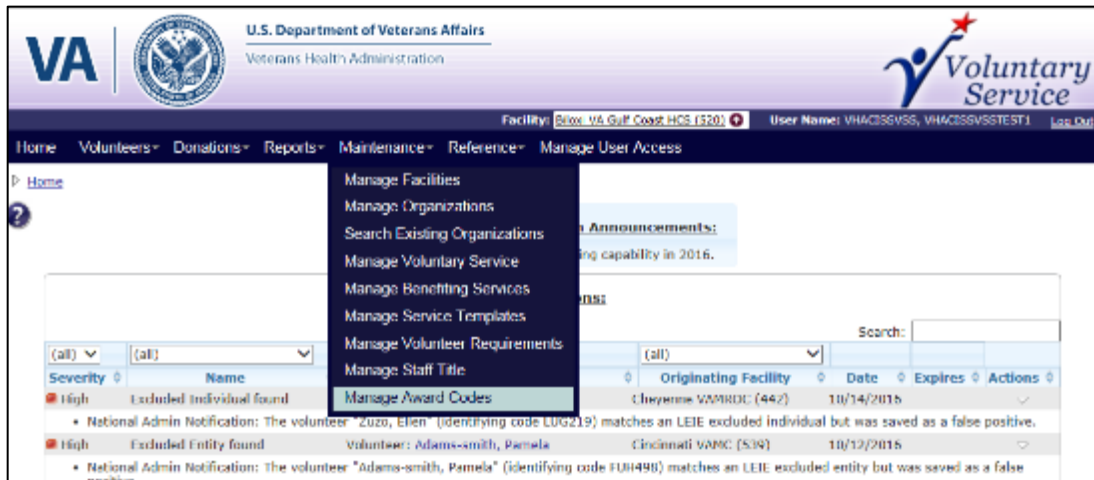 VA
U.S. Department of Veterans Affairs
Veterans Health Administration
Voluntary
Service
Facility: Biloxi VA Gulf Coast HCS (520) User Name: VHACISSVSS, VHACISSVSSTEST1 Log Out
Home Volunteers Donations Reports Maintenance Reference Manage User Access
Home
Manage Facilities
Manage Organizations
Search Existing Organizations
Manage Voluntary Service
Manage Benefiting Services
Manage Service Templates
Manage Volunteer Requirements
Manage Staff Title
Manage Award Codes
Announcements:
ing capability in 2016.
ns:
Search:
(all) (all) (all)
Severity Name Originating Facility Date Expires Actions
High Excluded Individual found Cheyenne VAMROC (442) 10/14/2016
• National Admin Notification: The volunteer "Zuzo, Ellen" (identifying code LUG219) matches an LEIE excluded individual but was saved as a false positive.
High Excluded Entity found Volunteer: Adams-smith, Pamela Cincinnati VAMC (539) 10/12/2016
• National Admin Notification: The volunteer "Adams-smith, Pamela" (identifying code FUH498) matches an LEIE excluded entity but was saved as a false